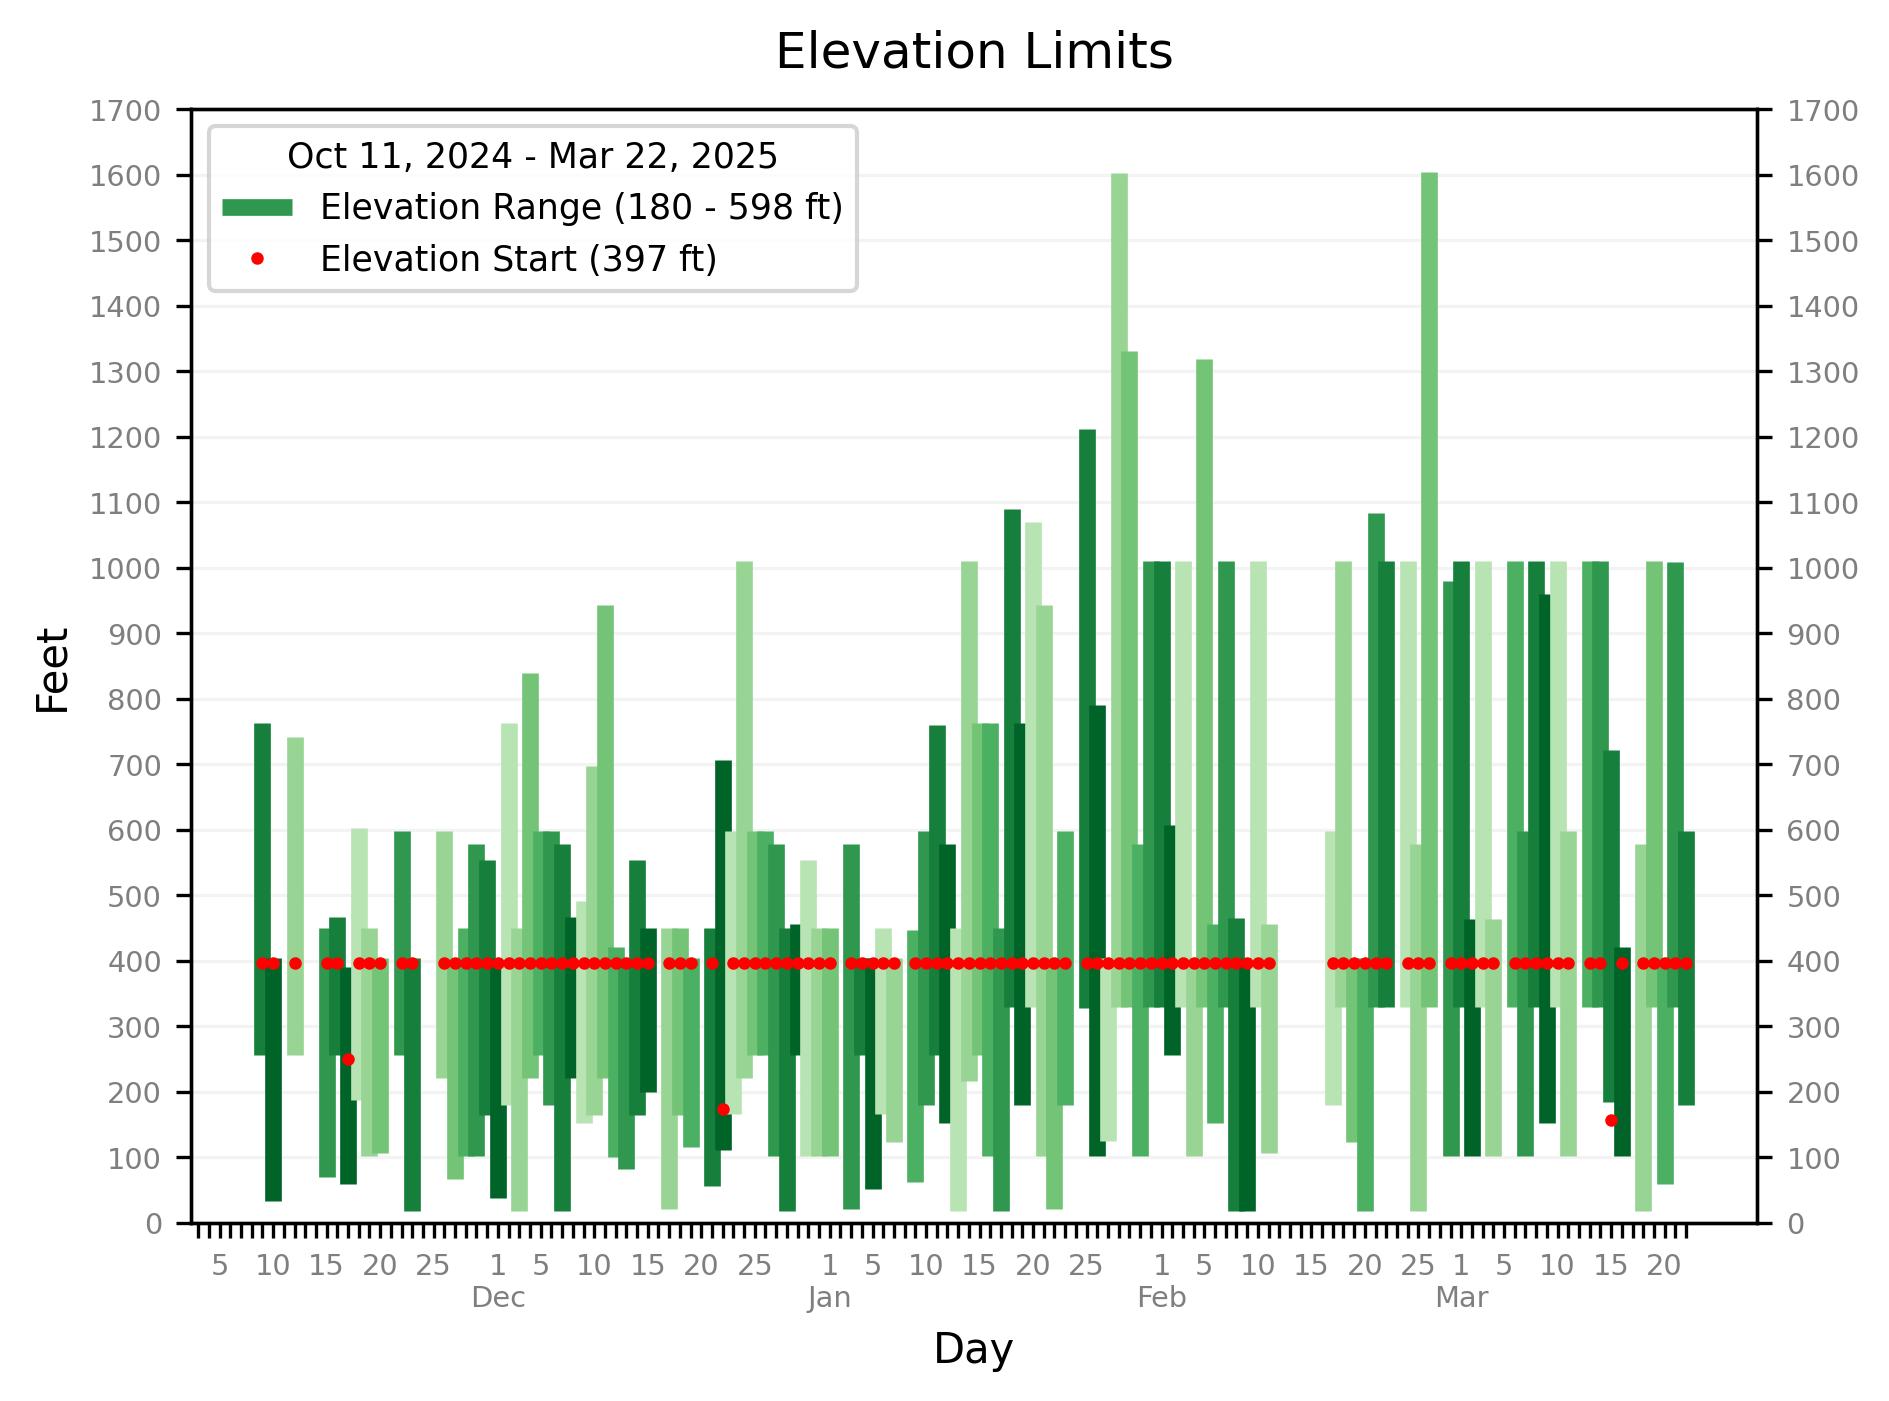 Elevation Limits
Oct 11, 2024 - Mar 22, 2025
Elevation Range (180 - 598 ft)
Elevation Start (397 ft)
1700 1700
1600 1600
1500 1500
1400 1400
1300 1300
1200 1200
1100 1100
1000 1000
900 900
800 800
700 700
600 600
500 500
400 400
300 300
200 200
100 100
0 0
Feet
5 10 15 20 25 1 5 10 15 20 25 1 5 10 15 20 25 1 5 10 15 20 25 1 5 10 15 20
Dec Jan Feb Mar
Day